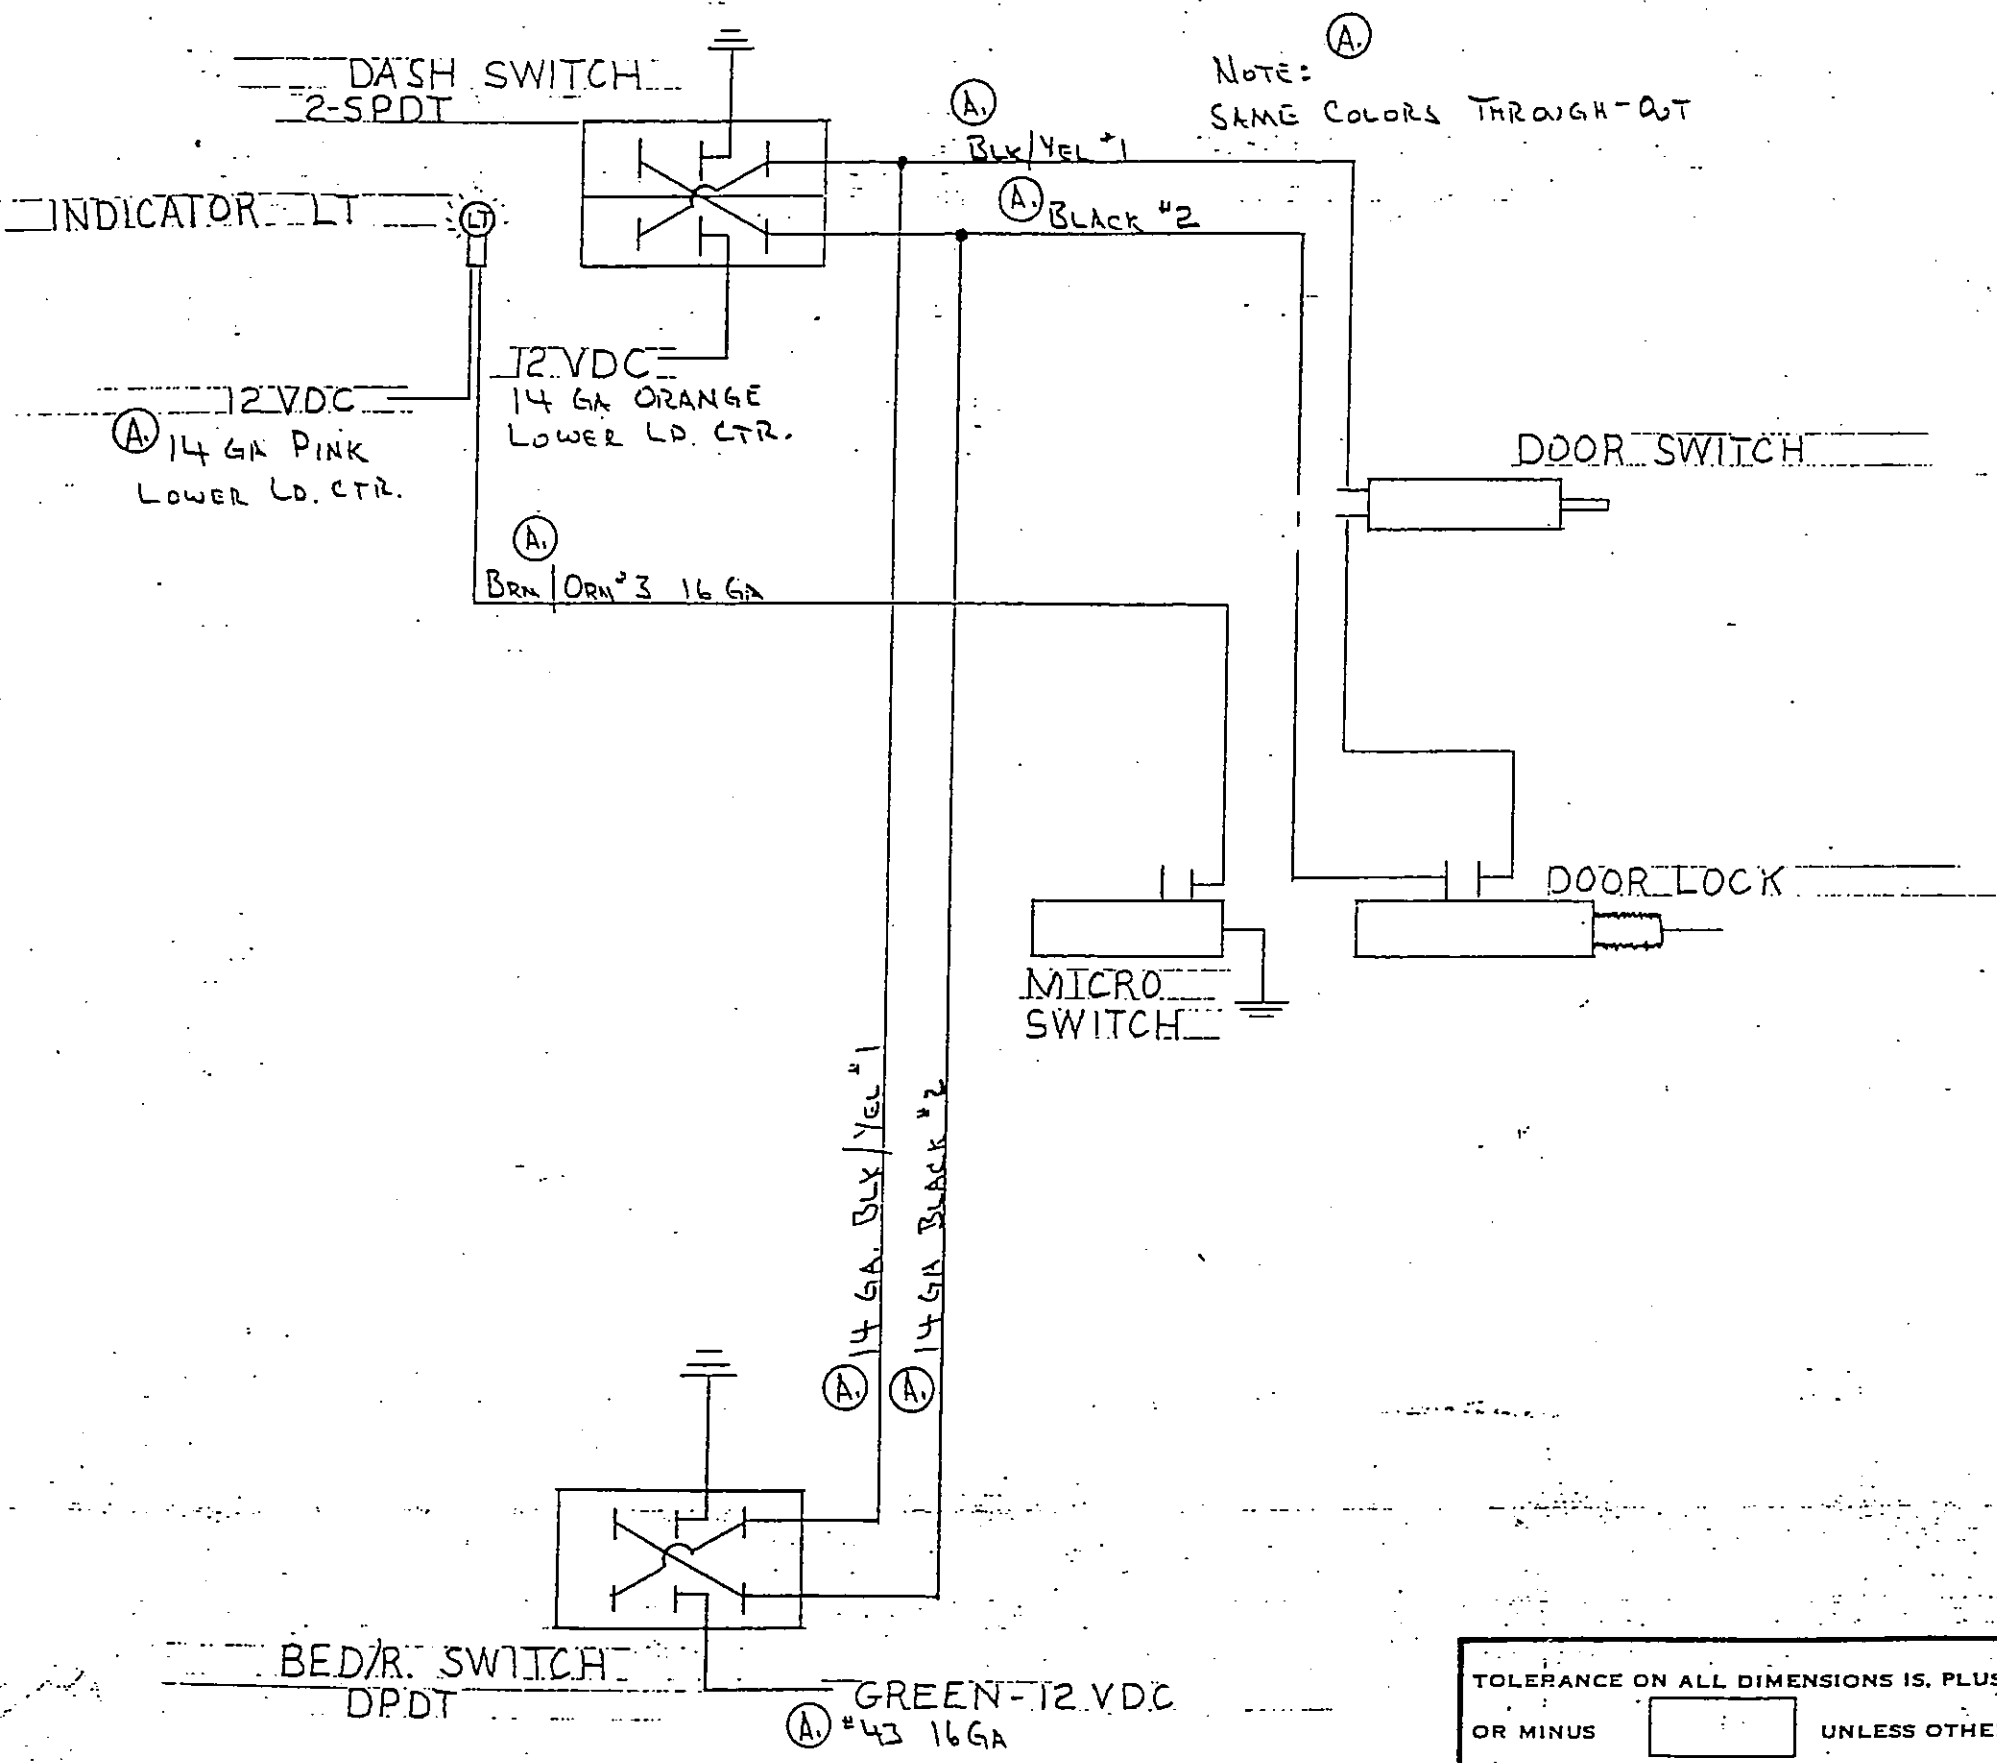 DASH SWITCH
2-SPDT
A.
NOTE:
SAME COLORS THROUGH-OUT
A.
BLK/YEL #1
A. BLACK #2
INDICATOR LT
LT
12 VDC
14 GA ORANGE
LOWER LD. CTR.
12 VDC
A. 14 GA PINK
LOWER LD. CTR.
DOOR SWITCH
A.
BRN/ORN #3 16 GA
DOOR LOCK
MICRO
SWITCH
A. 14 GA. BLK/YEL #1
A. 14 GA BLACK #2
BED/R. SWITCH
DPDT
GREEN-12 VDC
A. #43 16 GA
TOLERANCE ON ALL DIMENSIONS IS, PLUS
OR MINUS UNLESS OTHE